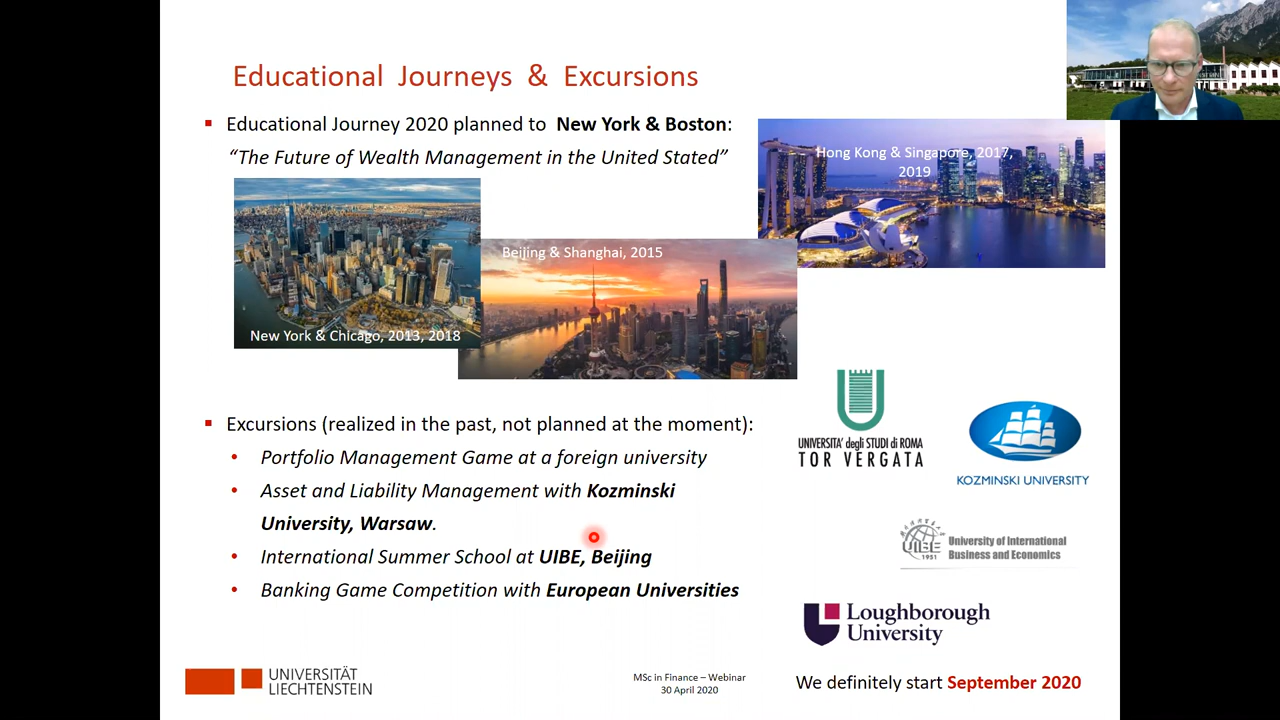 Educational Journeys & Excursions
▪ Educational Journey 2020 planned to New York & Boston:
“The Future of Wealth Management in the United Stated”
Hong Kong & Singapore, 2017,
2019
Beijing & Shanghai, 2015
New York & Chicago, 2013, 2018
▪ Excursions (realized in the past, not planned at the moment):
• Portfolio Management Game at a foreign university
• Asset and Liability Management with Kozminski
University, Warsaw.
• International Summer School at UIBE, Beijing
• Banking Game Competition with European Universities
UNIVERSITA' degli STUDI di ROMA
TOR VERGATA
KOZMINSKI UNIVERSITY
UIBE
1951
University of International
Business and Economics
Loughborough
University
UNIVERSITÄT
LIECHTENSTEIN
MSc in Finance – Webinar
30 April 2020
We definitely start September 2020